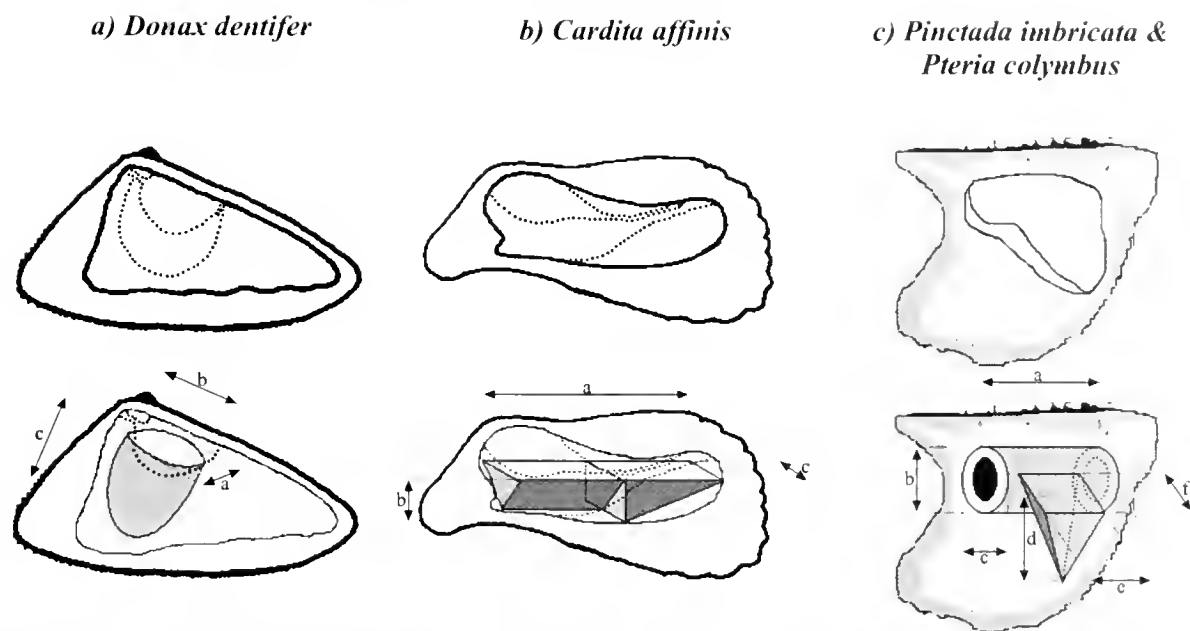 a) Donax dentifer
b) Cardita affinis
c) Pinctada imbricata &
Pteria colymbus
b
c
a
a
b
c
a
b
c
d
e
f